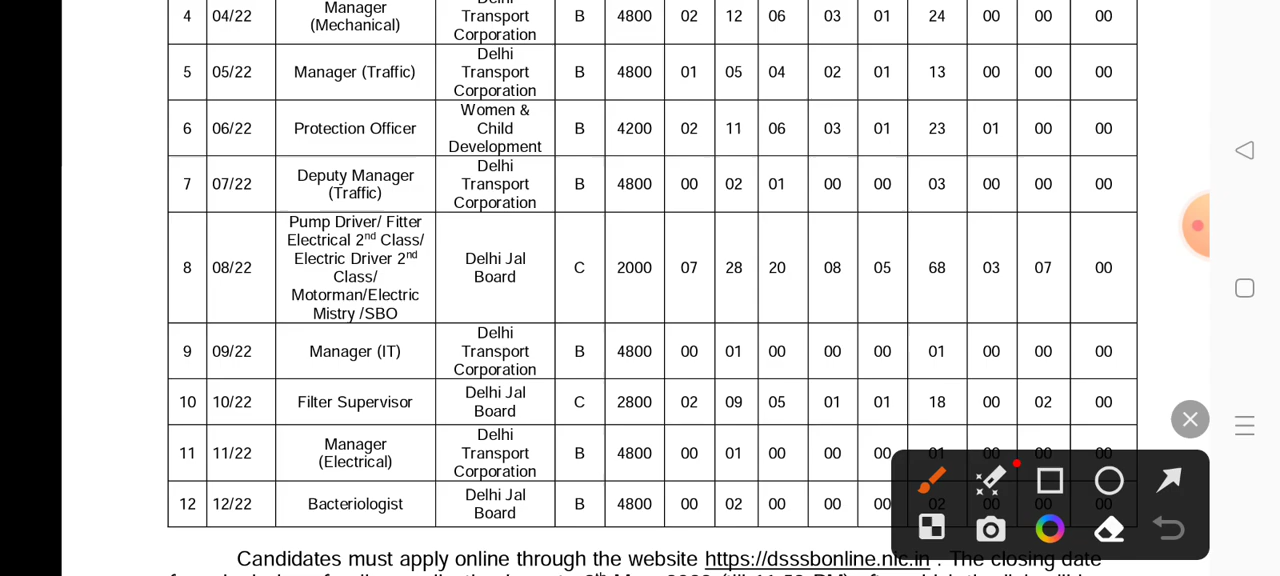 4 04/22 Manager (Mechanical) Delhi Transport Corporation B 4800 02 12 06 03 01 24 00 00 00
5 05/22 Manager (Traffic) Delhi Transport Corporation B 4800 01 05 04 02 01 13 00 00 00
6 06/22 Protection Officer Women & Child Development B 4200 02 11 06 03 01 23 01 00 00
7 07/22 Deputy Manager (Traffic) Delhi Transport Corporation B 4800 00 02 01 00 00 03 00 00 00
8 08/22 Pump Driver/ Fitter Electrical 2nd Class/ Electric Driver 2nd Class/ Motorman/Electric Mistry /SBO Delhi Jal Board C 2000 07 28 20 08 05 68 03 07 00
9 09/22 Manager (IT) Delhi Transport Corporation B 4800 00 01 00 00 00 01 00 00 00
10 10/22 Filter Supervisor Delhi Jal Board C 2800 02 09 05 01 01 18 00 02 00
11 11/22 Manager (Electrical) Delhi Transport Corporation B 4800 00 01 00 00 00 01 00 00 00
12 12/22 Bacteriologist Delhi Jal Board B 4800 00 02 00 00 00 02 00 00 00
Candidates must apply online through the website https://dsssbonline.nic.in . The closing date